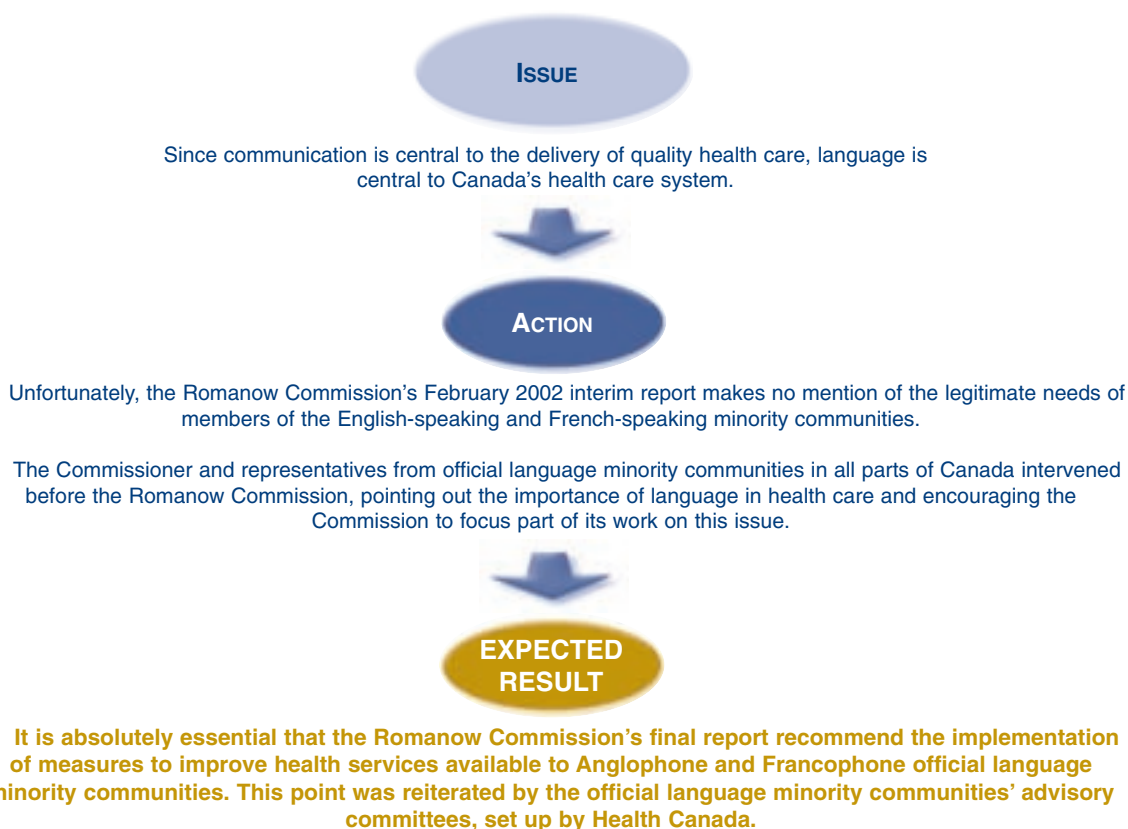 ISSUE
Since communication is central to the delivery of quality health care, language is
central to Canada’s health care system.
ACTION
Unfortunately, the Romanow Commission’s February 2002 interim report makes no mention of the legitimate needs of
members of the English-speaking and French-speaking minority communities.
The Commissioner and representatives from official language minority communities in all parts of Canada intervened
before the Romanow Commission, pointing out the importance of language in health care and encouraging the
Commission to focus part of its work on this issue.
EXPECTED
RESULT
It is absolutely essential that the Romanow Commission’s final report recommend the implementation
of measures to improve health services available to Anglophone and Francophone official language
minority communities. This point was reiterated by the official language minority communities’ advisory
committees, set up by Health Canada.